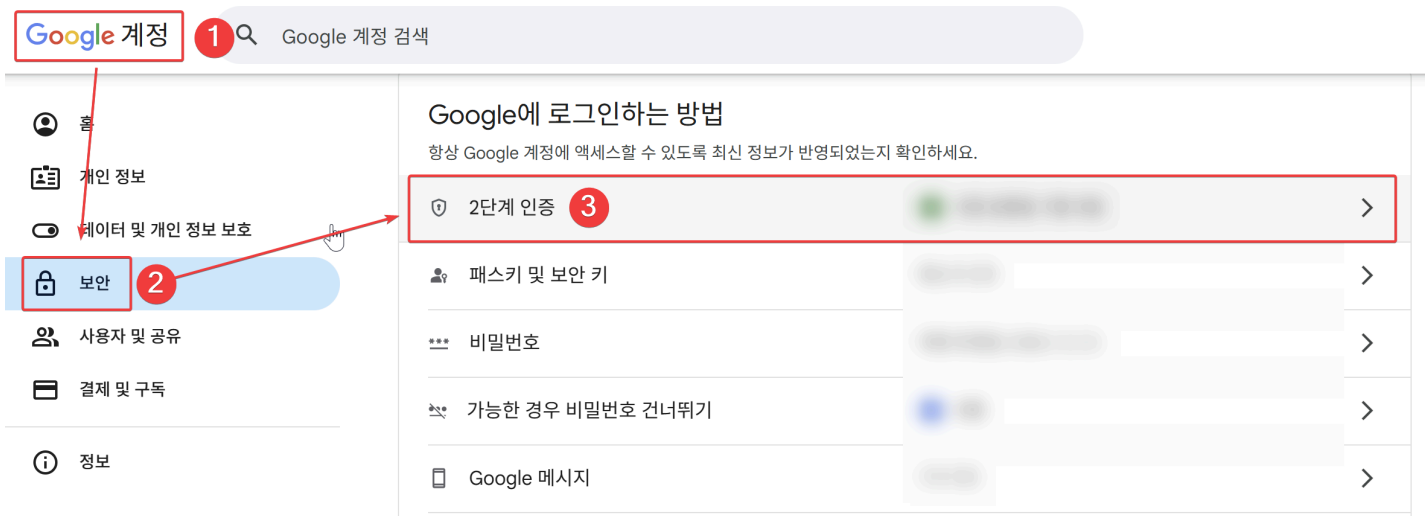 Google 계정
1
Google 계정 검색
홈
개인 정보
데이터 및 개인 정보 보호
보안
2
사용자 및 공유
결제 및 구독
정보
Google에 로그인하는 방법
항상 Google 계정에 액세스할 수 있도록 최신 정보가 반영되었는지 확인하세요.
2단계 인증
3
패스키 및 보안 키
비밀번호
가능한 경우 비밀번호 건너뛰기
Google 메시지